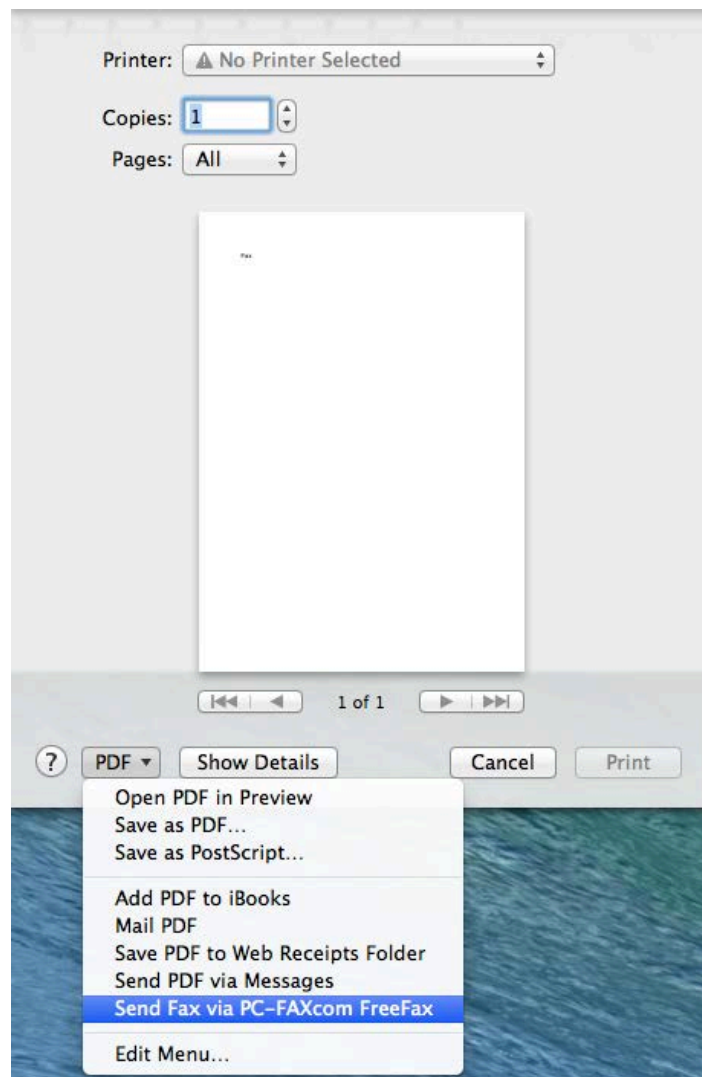 Printer: No Printer Selected
Copies: 1
Pages: All
Fax
1 of 1
? PDF Show Details Cancel Print
Open PDF in Preview
Save as PDF...
Save as PostScript...
Add PDF to iBooks
Mail PDF
Save PDF to Web Receipts Folder
Send PDF via Messages
Send Fax via PC-FAXcom FreeFax
Edit Menu...